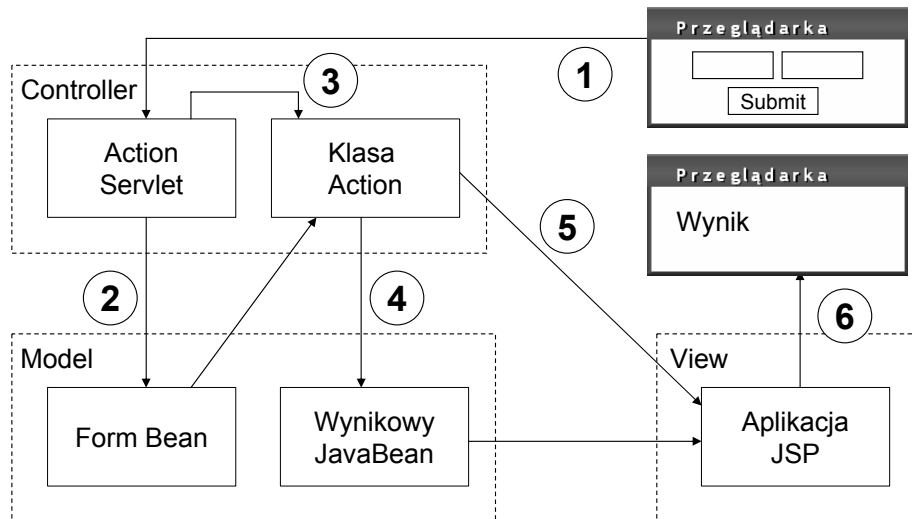 Przeglądarka
1
3
Controller
Submit
Action
Servlet
Klasa
Action
Przeglądarka
Wynik
5
2
4
6
Model
View
Form Bean
Wynikowy
JavaBean
Aplikacja
JSP